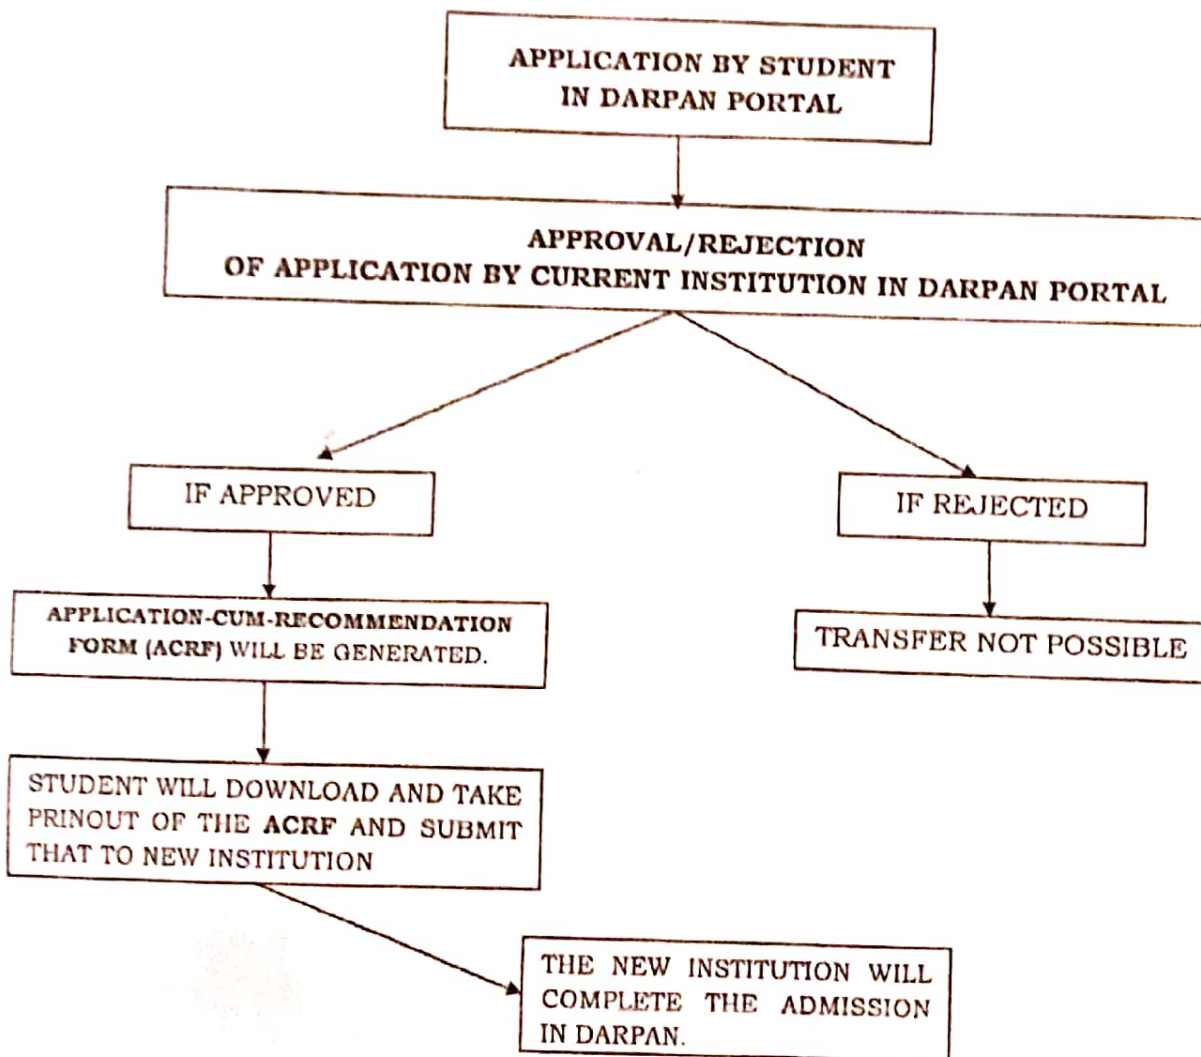 APPLICATION BY STUDENT
IN DARPAN PORTAL
APPROVAL/REJECTION
OF APPLICATION BY CURRENT INSTITUTION IN DARPAN PORTAL
IF APPROVED
IF REJECTED
APPLICATION-CUM-RECOMMENDATION
FORM (ACRF) WILL BE GENERATED.
TRANSFER NOT POSSIBLE
STUDENT WILL DOWNLOAD AND TAKE
PRINOUT OF THE ACRF AND SUBMIT
THAT TO NEW INSTITUTION
THE NEW INSTITUTION WILL
COMPLETE THE ADMISSION
IN DARPAN.